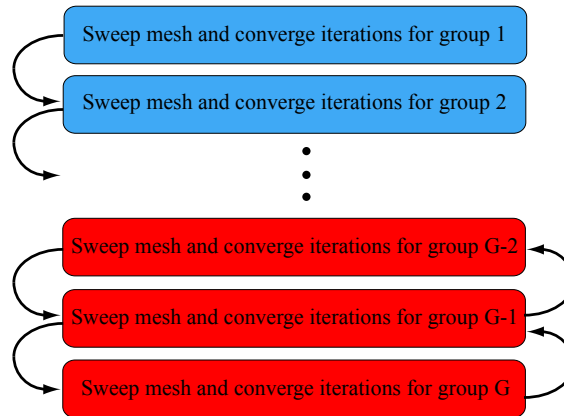 Sweep mesh and converge iterations for group 1
Sweep mesh and converge iterations for group 2
Sweep mesh and converge iterations for group G-2
Sweep mesh and converge iterations for group G-1
Sweep mesh and converge iterations for group G